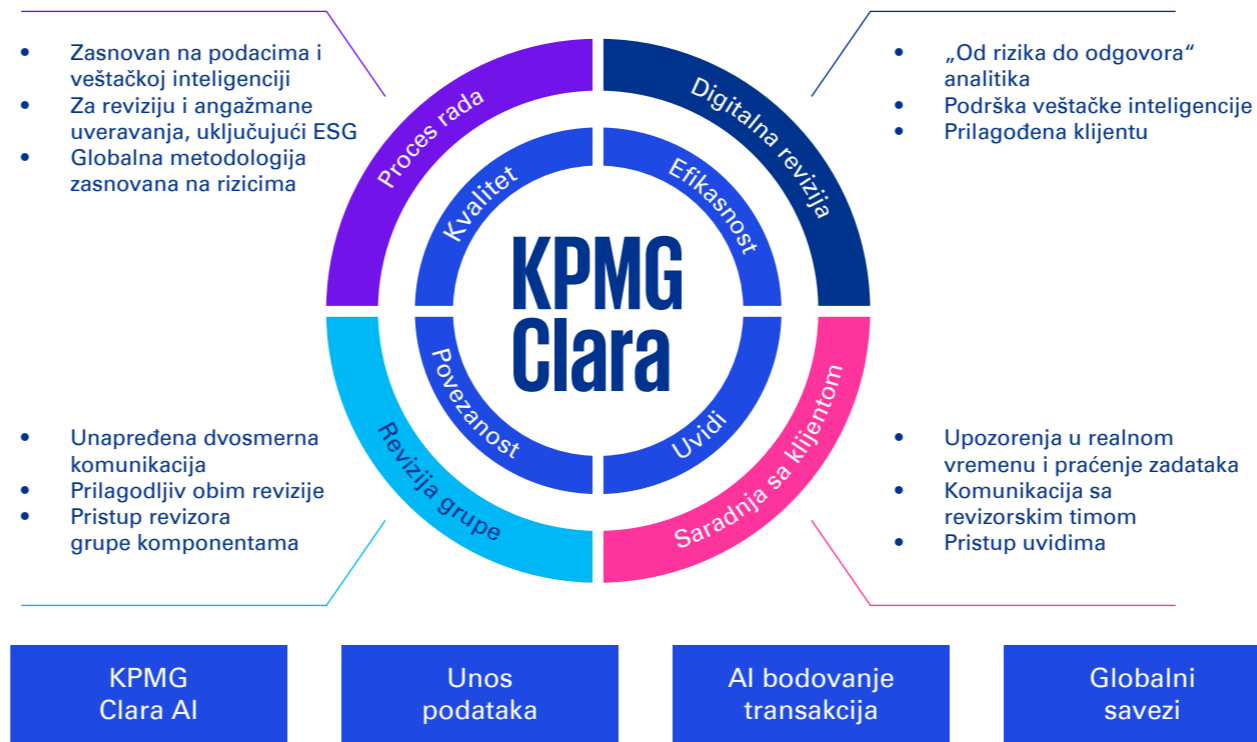 • Zasnovan na podacima i
veštačkoj inteligenciji
• Za reviziju i angažmane
uveravanja, uključujući ESG
• Globalna metodologija
zasnovana na rizicima
• „Od rizika do odgovora“
analitika
• Podrška veštačke inteligencije
• Prilagođena klijentu
Proces rada
Digitalna revizija
Kvalitet
Efikasnost
KPMG
Clara
Povezanost
Uvidi
Revizija grupe
Saradnja sa klijentom
• Unapređena dvosmerna
komunikacija
• Prilagodljiv obim revizije
• Pristup revizora
grupe komponentama
• Upozorenja u realnom
vremenu i praćenje zadataka
• Komunikacija sa
revizorskim timom
• Pristup uvidima
KPMG
Clara AI
Unos
podataka
AI bodovanje
transakcija
Globalni
savezi